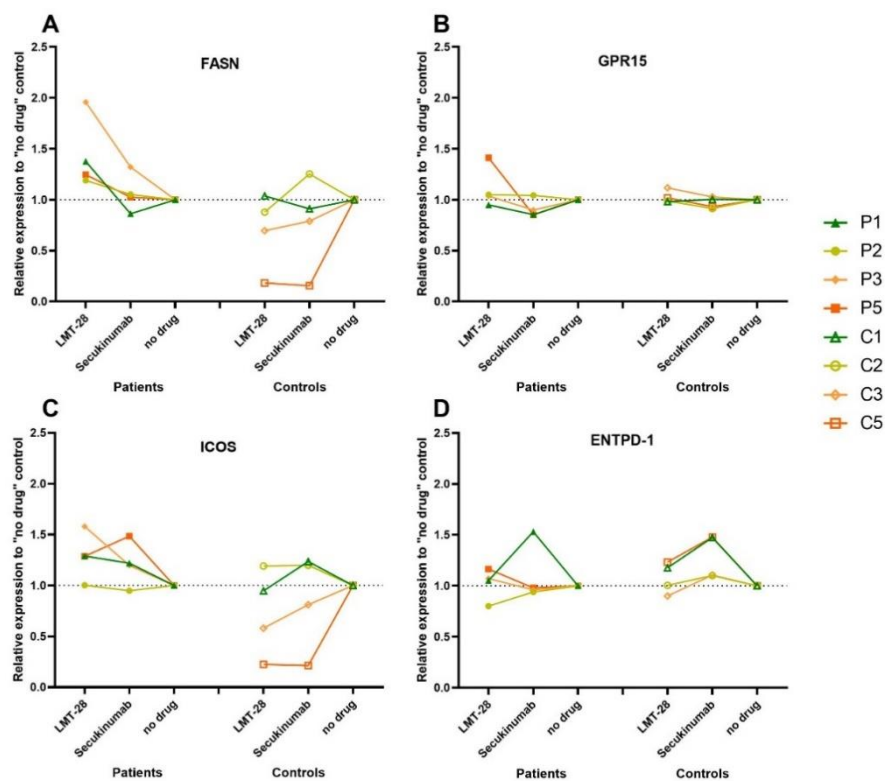 A
FASN
Relative expression to "no drug" control
2.5
2.0
1.5
1.0
0.5
0.0
LMT-28
Secukinumab
no drug
LMT-28
Secukinumab
no drug
Patients
Controls
B
GPR15
Relative expression to "no drug" control
2.5
2.0
1.5
1.0
0.5
0.0
LMT-28
Secukinumab
no drug
LMT-28
Secukinumab
no drug
Patients
Controls
C
ICOS
Relative expression to "no drug" control
2.5
2.0
1.5
1.0
0.5
0.0
LMT-28
Secukinumab
no drug
LMT-28
Secukinumab
no drug
Patients
Controls
D
ENTPD-1
Relative expression to "no drug" control
2.5
2.0
1.5
1.0
0.5
0.0
LMT-28
Secukinumab
no drug
LMT-28
Secukinumab
no drug
Patients
Controls
P1
P2
P3
P5
C1
C2
C3
C5